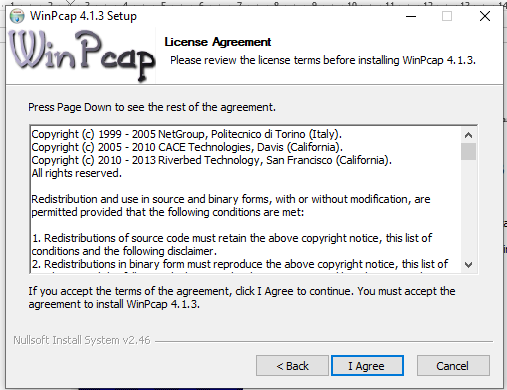 WinPcap 4.1.3 Setup
WinPcap
License Agreement
Please review the license terms before installing WinPcap 4.1.3.
Press Page Down to see the rest of the agreement.
Copyright (c) 1999 - 2005 NetGroup, Politecnico di Torino (Italy).
Copyright (c) 2005 - 2010 CACE Technologies, Davis (California).
Copyright (c) 2010 - 2013 Riverbed Technology, San Francisco (California).
All rights reserved.
Redistribution and use in source and binary forms, with or without modification, are
permitted provided that the following conditions are met:
1. Redistributions of source code must retain the above copyright notice, this list of
conditions and the following disclaimer.
2. Redistributions in binary form must reproduce the above copyright notice, this list of
If you accept the terms of the agreement, click I Agree to continue. You must accept the
agreement to install WinPcap 4.1.3.
Nullsoft Install System v2.46
< Back
I Agree
Cancel